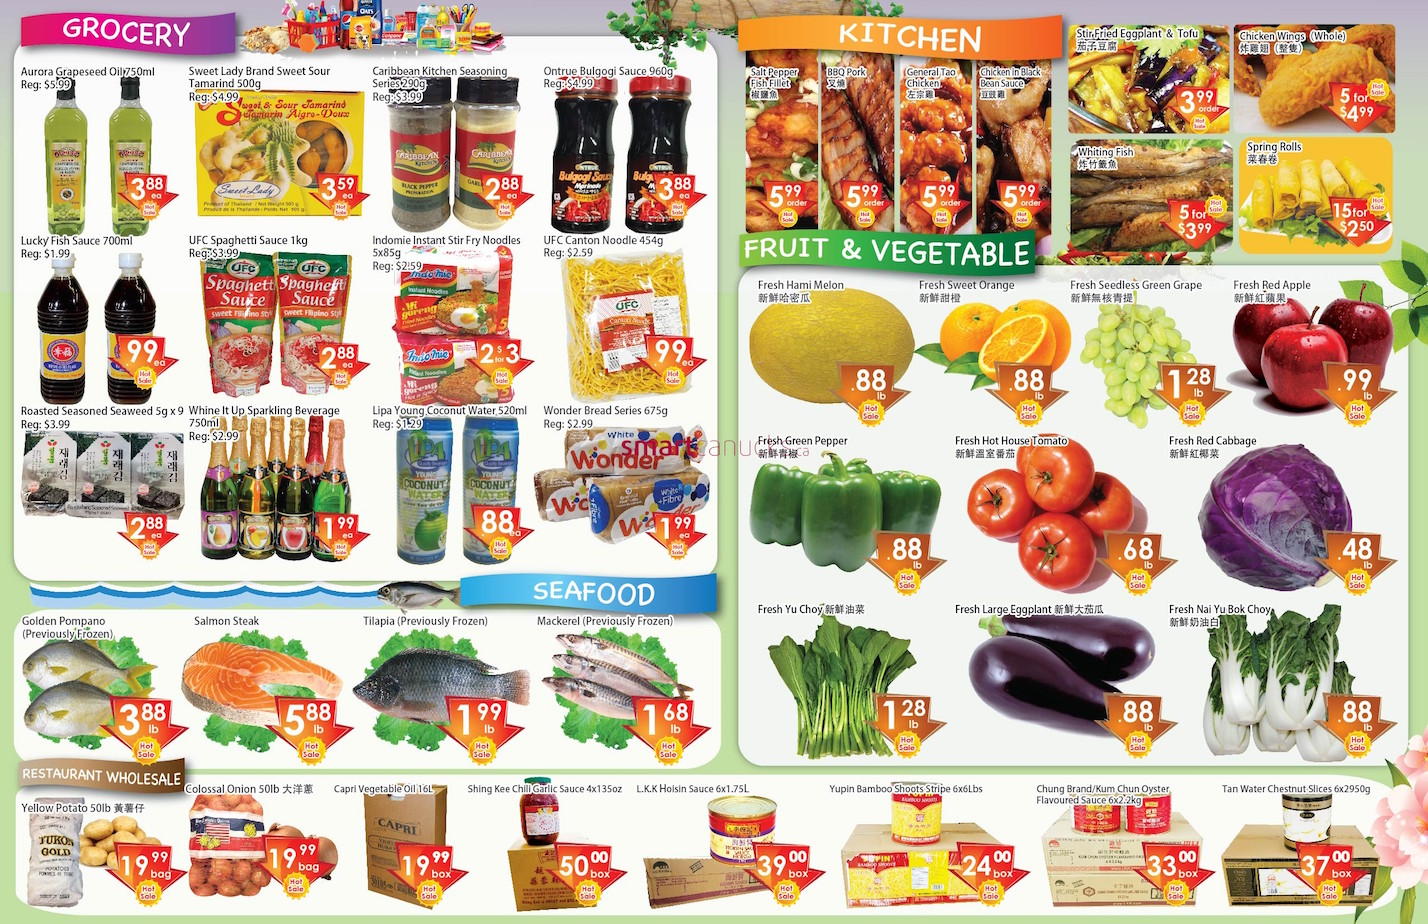 GROCERY
Aurora Grapeseed Oil 750ml
Reg: $5.99
3.88 ea
Hot Sale
Sweet Lady Brand Sweet Sour
Tamarind 500g
Reg: $4.99
Sweet & Sour Tamarind
Tamarin Aigro-Doux
Sweet Lady
Product of Thailand
Produit de la Thailande
3.59 ea
Hot Sale
Caribbean Kitchen Seasoning
Series 290g
Reg: $3.99
CARIBBEAN KITCHEN
BLACK PEPPER
2.88 ea
Hot Sale
Ontrue Bulgogi Sauce 960g
Reg: $4.99
ONTRUE
Bulgogi Sauce
Marinade
3.88 ea
Hot Sale
Lucky Fish Sauce 700ml
Reg: $1.99
.99 ea
Hot Sale
UFC Spaghetti Sauce 1kg
Reg: $3.99
UFC
Spaghetti
Sauce
Sweet Filipino Style
2.88 ea
Hot Sale
Indomie Instant Stir Fry Noodles
5x85g
Reg: $2.59
Indomie
Instant Noodles
Mi goreng
2 for $3
Hot Sale
UFC Canton Noodle 454g
Reg: $2.59
UFC
.99 ea
Hot Sale
Roasted Seasoned Seaweed 5g x 9
Reg: $3.99
재래김
2.88 ea
Hot Sale
Whine It Up Sparkling Beverage
750ml
Reg: $2.99
1.99 ea
Hot Sale
Lipa Young Coconut Water 520ml
Reg: $1.29
YOUNG
COCONUT
WATER
.88 ea
Hot Sale
Wonder Bread Series 675g
Reg: $2.99
White
Wonder
White + Fibre
1.99 ea
Hot Sale
smartcanucks.ca
SEAFOOD
Golden Pompano
(Previously Frozen)
3.88 lb
Hot Sale
Salmon Steak
5.88 lb
Hot Sale
Tilapia (Previously Frozen)
1.99 lb
Hot Sale
Mackerel (Previously Frozen)
1.68 lb
Hot Sale
KITCHEN
Salt Pepper
Fish Fillet
椒鹽魚
5.99 order
Hot Sale
BBQ Pork
叉燒
5.99 order
Hot Sale
General Tao
Chicken
左宗雞
5.99 order
Hot Sale
Chicken in Black
Bean Sauce
豆豉雞
5.99 order
Hot Sale
Stir Fried Eggplant & Tofu
茄子豆腐
3.99 order
Hot Sale
Chicken Wings (Whole)
炸雞翅（整隻）
5 for $4.99
Hot Sale
Whiting Fish
炸竹籤魚
5 for $3.99
Hot Sale
Spring Rolls
菜春卷
15 for $2.50
Hot Sale
FRUIT & VEGETABLE
Fresh Hami Melon
新鮮哈密瓜
.88 lb
Hot Sale
Fresh Sweet Orange
新鮮甜橙
.88 lb
Hot Sale
Fresh Seedless Green Grape
新鮮無核青提
1.28 lb
Hot Sale
Fresh Red Apple
新鮮紅蘋果
.99 lb
Hot Sale
Fresh Green Pepper
新鮮青椒
.88 lb
Hot Sale
Fresh Hot House Tomato
新鮮溫室番茄
.68 lb
Hot Sale
Fresh Red Cabbage
新鮮紅椰菜
.48 lb
Hot Sale
Fresh Yu Choy 新鮮油菜
1.28 lb
Hot Sale
Fresh Large Eggplant 新鮮大茄瓜
.88 lb
Hot Sale
Fresh Nai Yu Bok Choy
新鮮奶油白
.88 lb
Hot Sale
RESTAURANT WHOLESALE
Yellow Potato 50lb 黃薯仔
YUKON
GOLD
19.99 bag
Hot Sale
Colossal Onion 50lb 大洋蔥
19.99 bag
Hot Sale
Capri Vegetable Oil 16L
CAPRI
19.99 box
Hot Sale
Shing Kee Chili Garlic Sauce 4x135oz
50.00 box
Hot Sale
L.K.K Hoisin Sauce 6x1.75L
39.00 box
Hot Sale
Yupin Bamboo Shoots Stripe 6x6Lbs
BAMBOO SHOOTS
24.00 box
Hot Sale
Chung Brand/Kum Chun Oyster
Flavoured Sauce 6x2.2kg
33.00 box
Hot Sale
Tan Water Chestnut Slices 6x2950g
37.00 box
Hot Sale